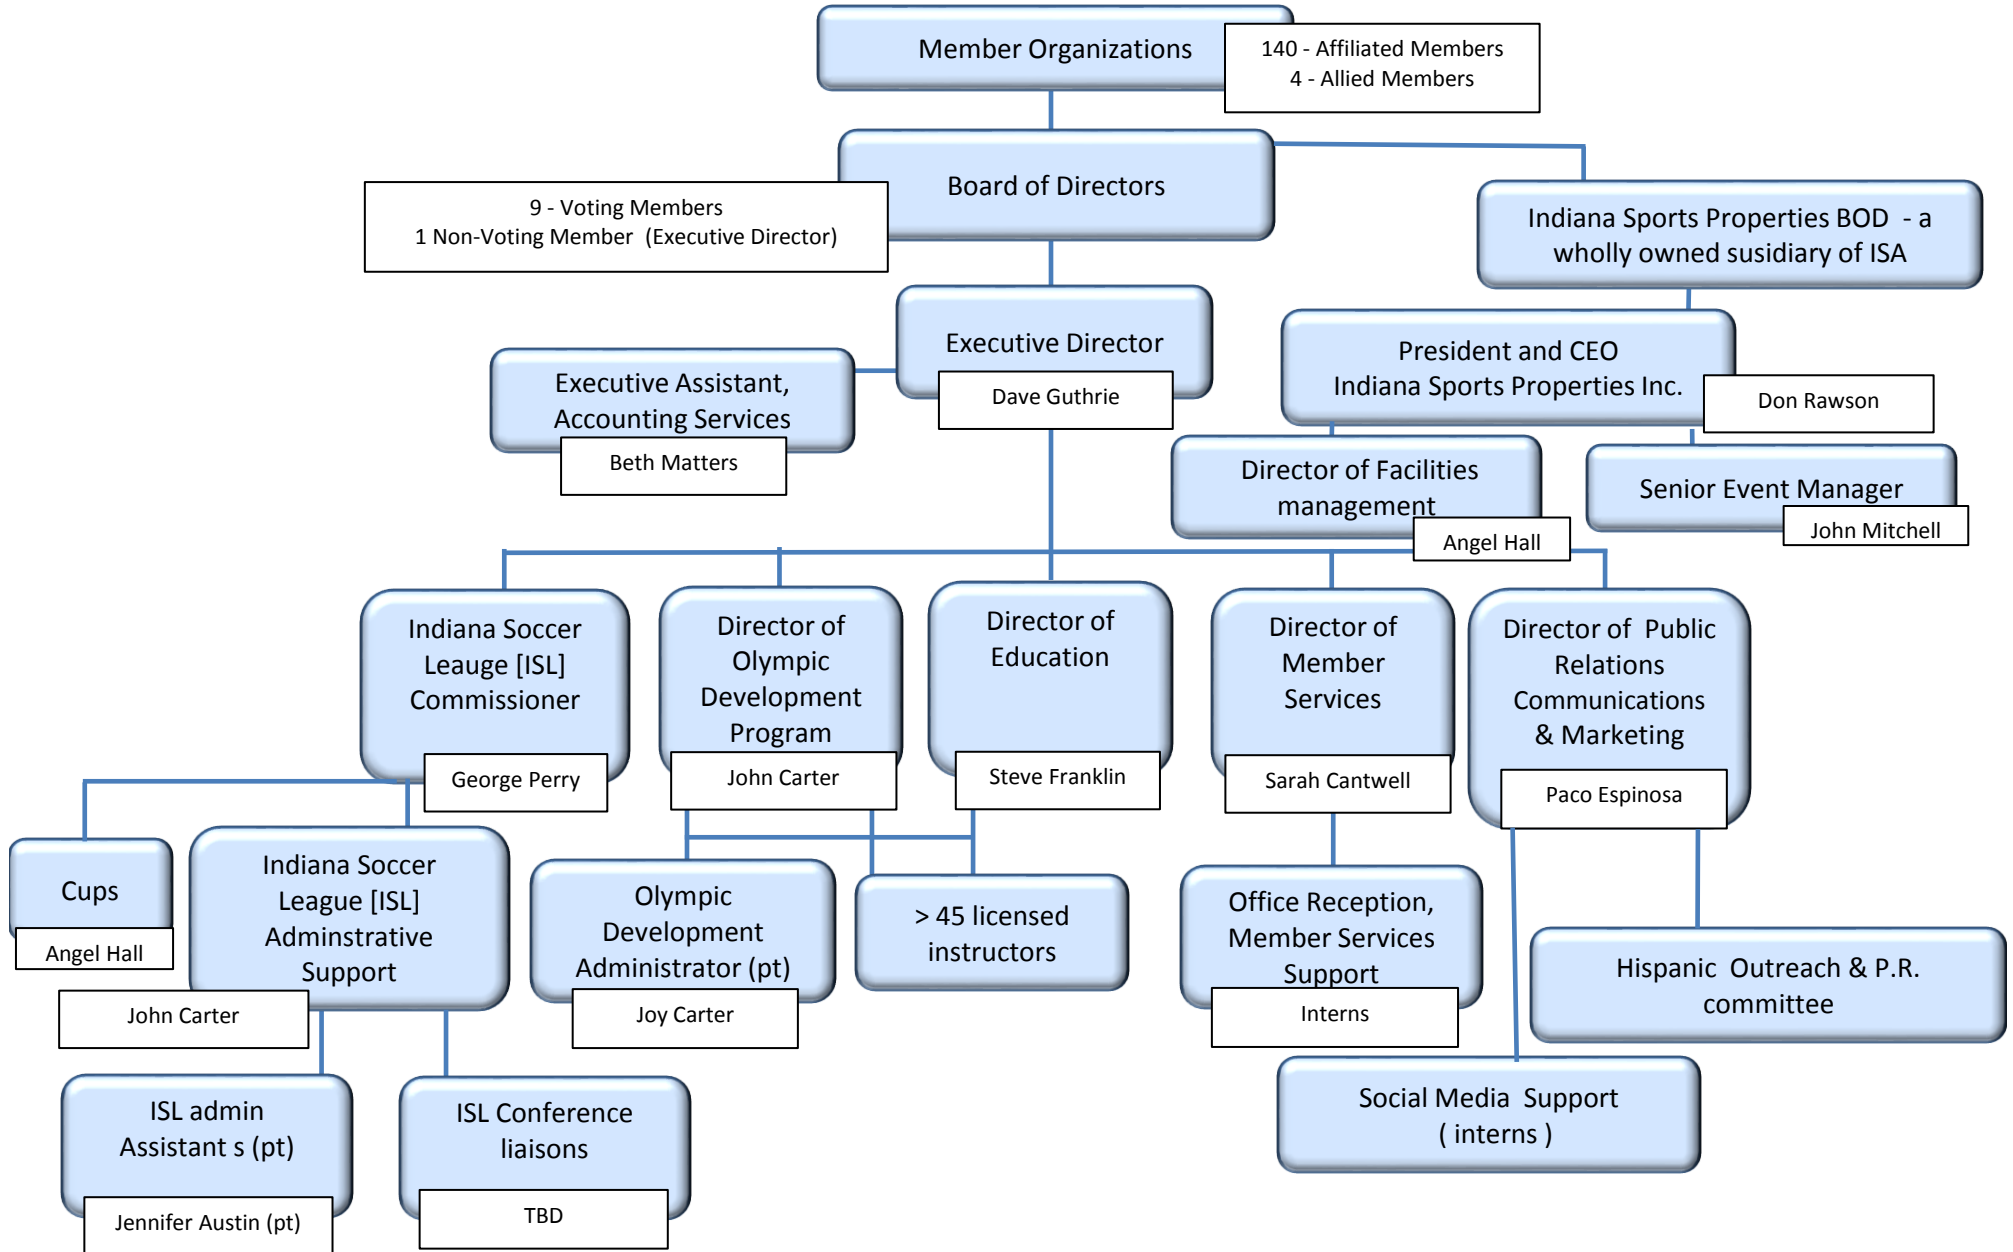 Member Organizations
140 - Affiliated Members
4 - Allied Members
Board of Directors
9 - Voting Members
1 Non-Voting Member  (Executive Director)
Indiana Sports Properties BOD  - a
wholly owned susidiary of ISA
Executive Director
Dave Guthrie
Executive Assistant,
Accounting Services
Beth Matters
President and CEO
Indiana Sports Properties Inc.
Don Rawson
Director of Facilities
management
Angel Hall
Senior Event Manager
John Mitchell
Indiana Soccer
Leauge [ISL]
Commissioner
George Perry
Director of
Olympic
Development
Program
John Carter
Director of
Education
Steve Franklin
Director of
Member
Services
Sarah Cantwell
Director of  Public
Relations
Communications
& Marketing
Paco Espinosa
Cups
Angel Hall
Indiana Soccer
League [ISL]
Adminstrative
Support
John Carter
Olympic
Development
Administrator (pt)
Joy Carter
> 45 licensed
instructors
Office Reception,
Member Services
Support
Interns
Hispanic  Outreach & P.R.
committee
Social Media  Support
( interns )
ISL admin
Assistant s (pt)
Jennifer Austin (pt)
ISL Conference
liaisons
TBD